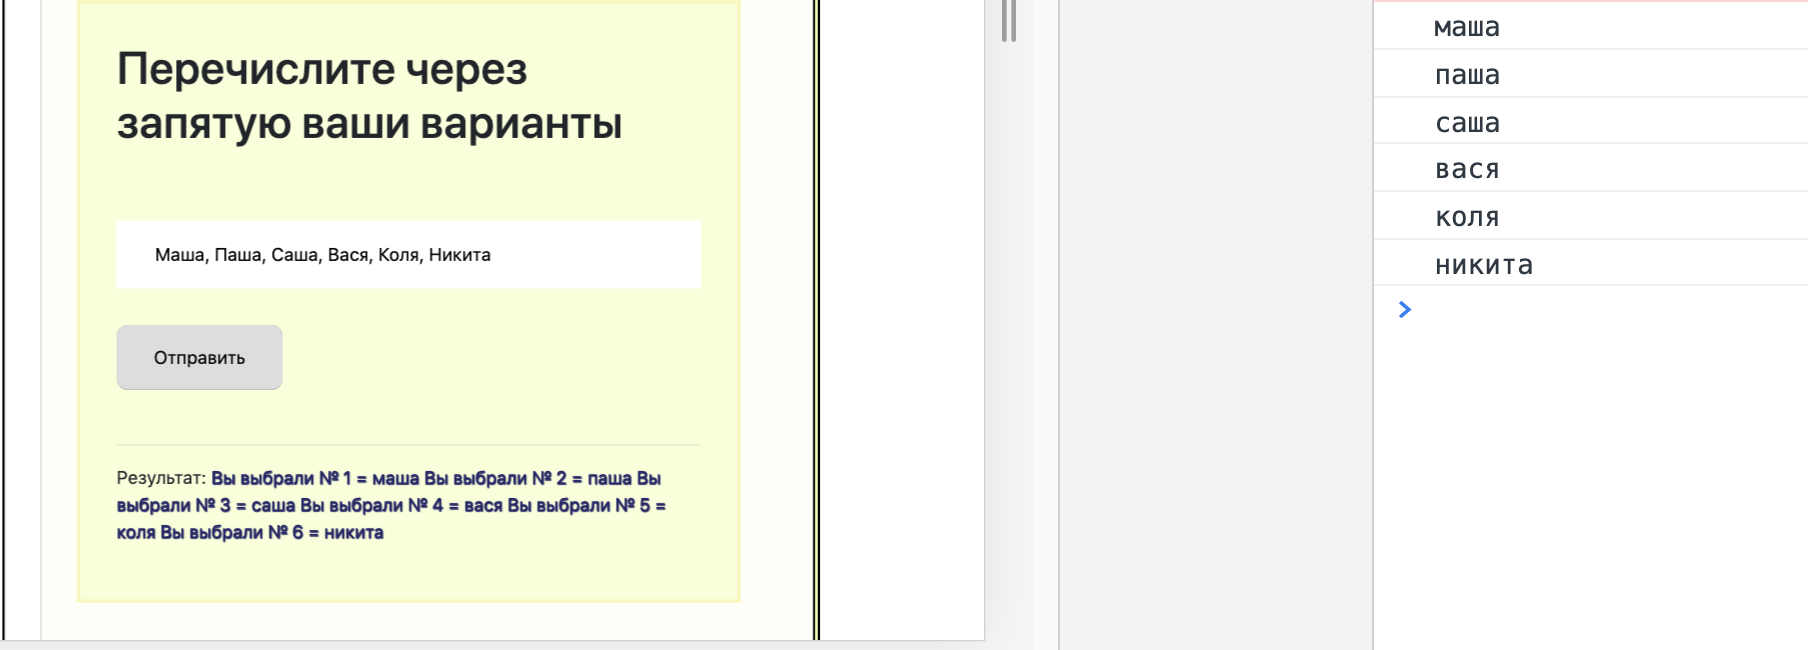 Перечислите через
запятую ваши варианты
Маша, Паша, Саша, Вася, Коля, Никита
Отправить
Результат: Вы выбрали № 1 = маша Вы выбрали № 2 = паша Вы
выбрали № 3 = саша Вы выбрали № 4 = вася Вы выбрали № 5 =
коля Вы выбрали № 6 = никита
маша
паша
саша
вася
коля
никита